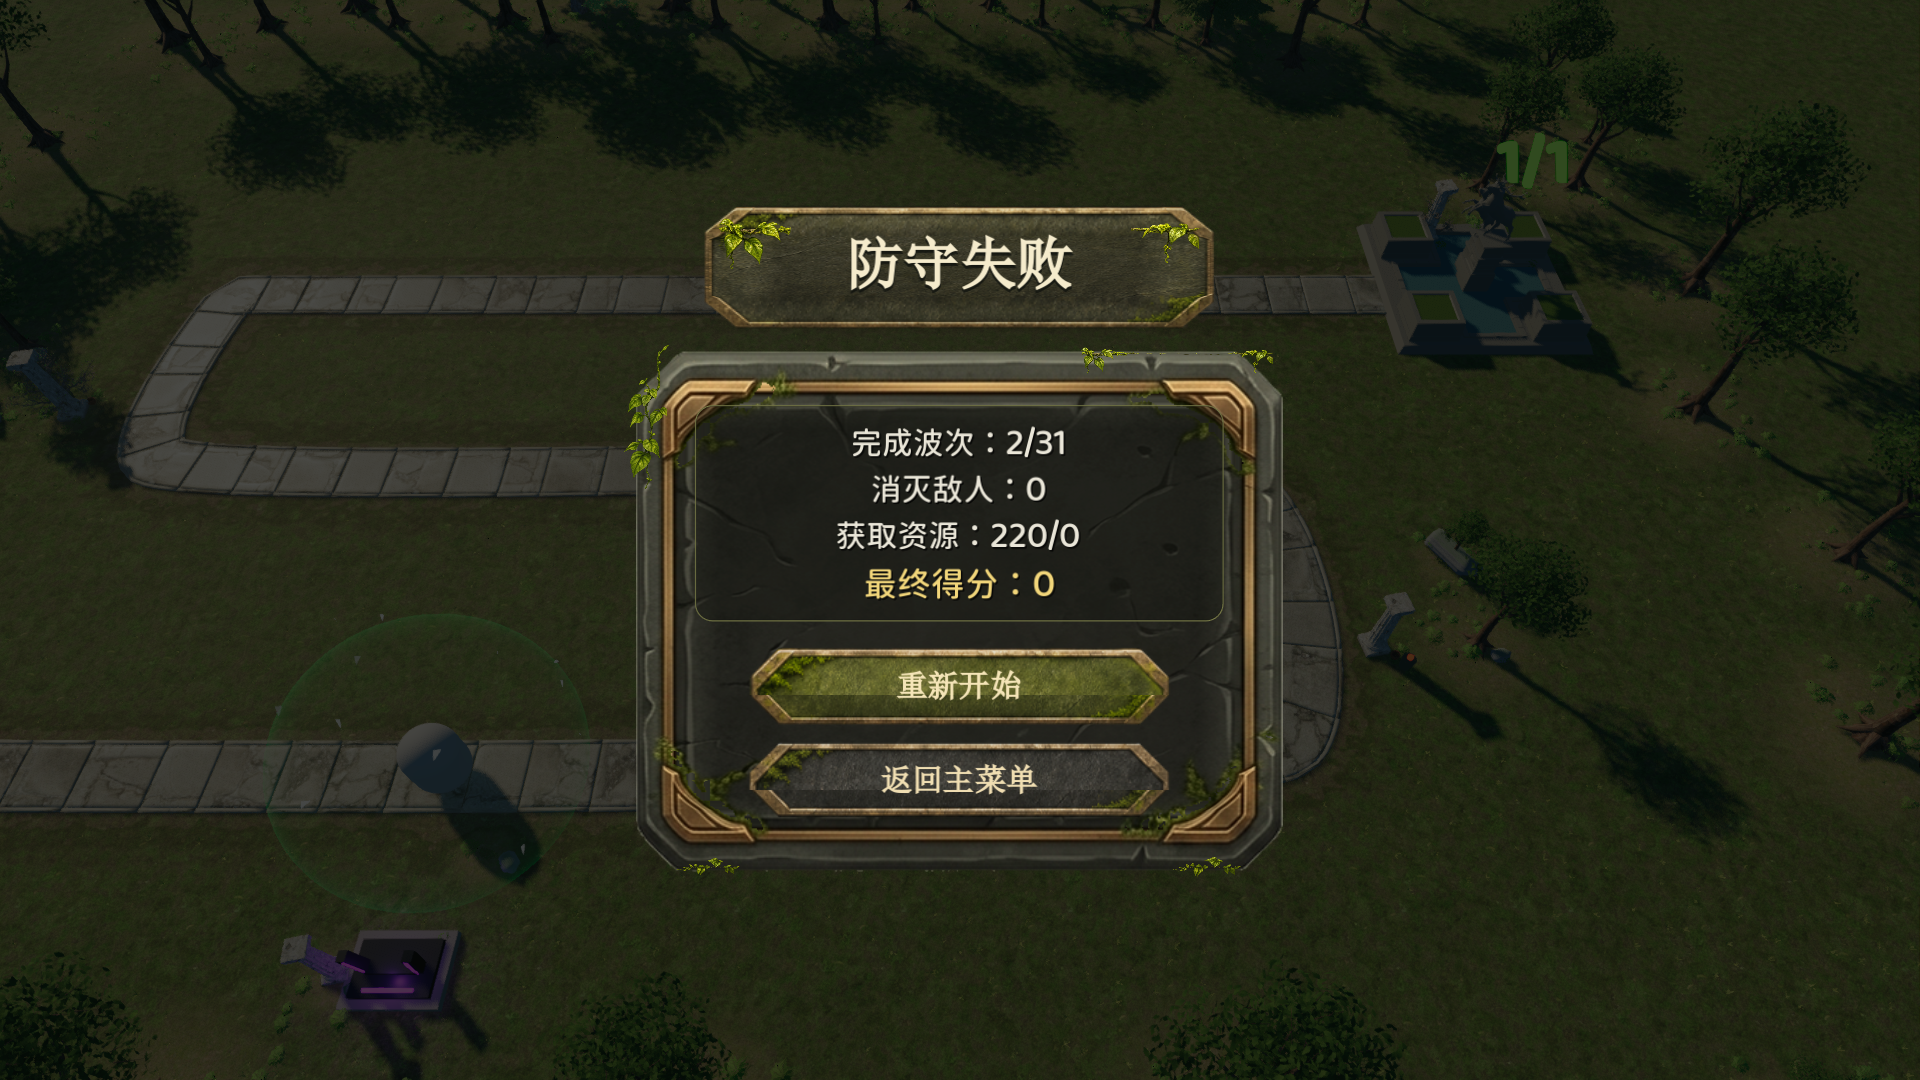 1/1
防守失败
完成波次：2/31
消灭敌人：0
获取资源：220/0
最终得分：0
重新开始
返回主菜单